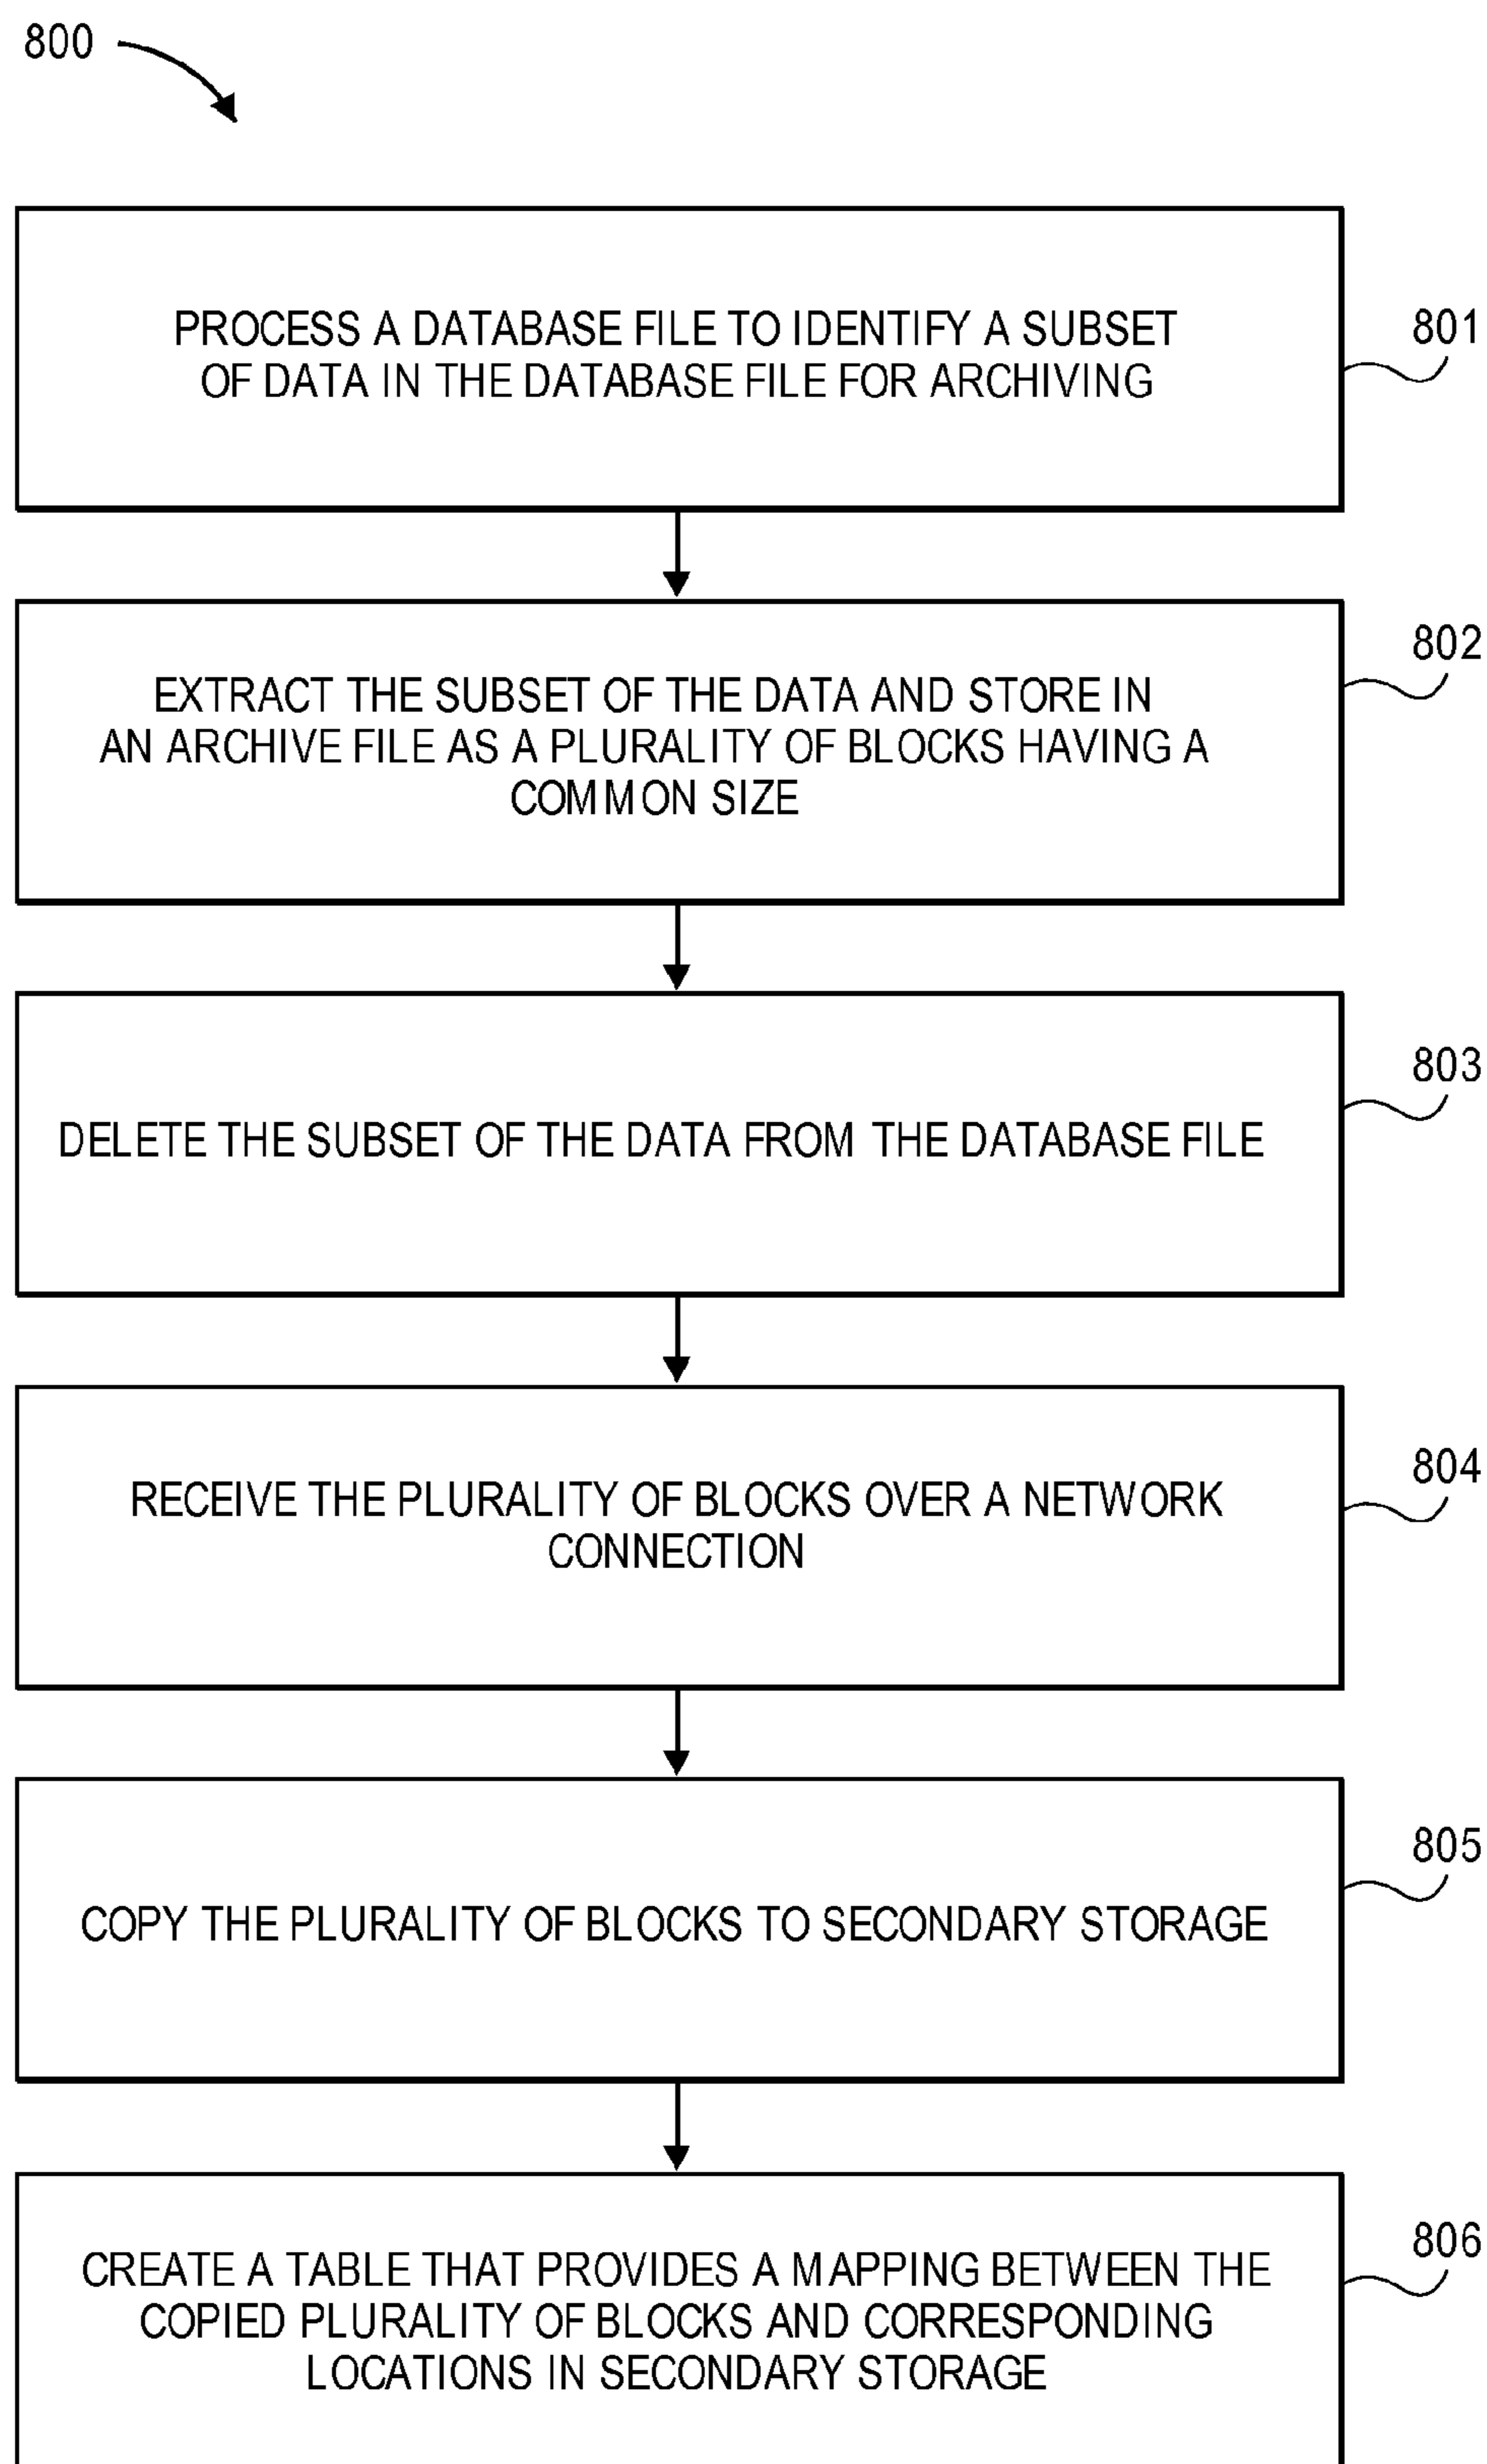 800
PROCESS A DATABASE FILE TO IDENTIFY A SUBSET
OF DATA IN THE DATABASE FILE FOR ARCHIVING
801
EXTRACT THE SUBSET OF THE DATA AND STORE IN
AN ARCHIVE FILE AS A PLURALITY OF BLOCKS HAVING A
COMMON SIZE
802
DELETE THE SUBSET OF THE DATA FROM THE DATABASE FILE
803
RECEIVE THE PLURALITY OF BLOCKS OVER A NETWORK
CONNECTION
804
COPY THE PLURALITY OF BLOCKS TO SECONDARY STORAGE
805
CREATE A TABLE THAT PROVIDES A MAPPING BETWEEN THE
COPIED PLURALITY OF BLOCKS AND CORRESPONDING
LOCATIONS IN SECONDARY STORAGE
806